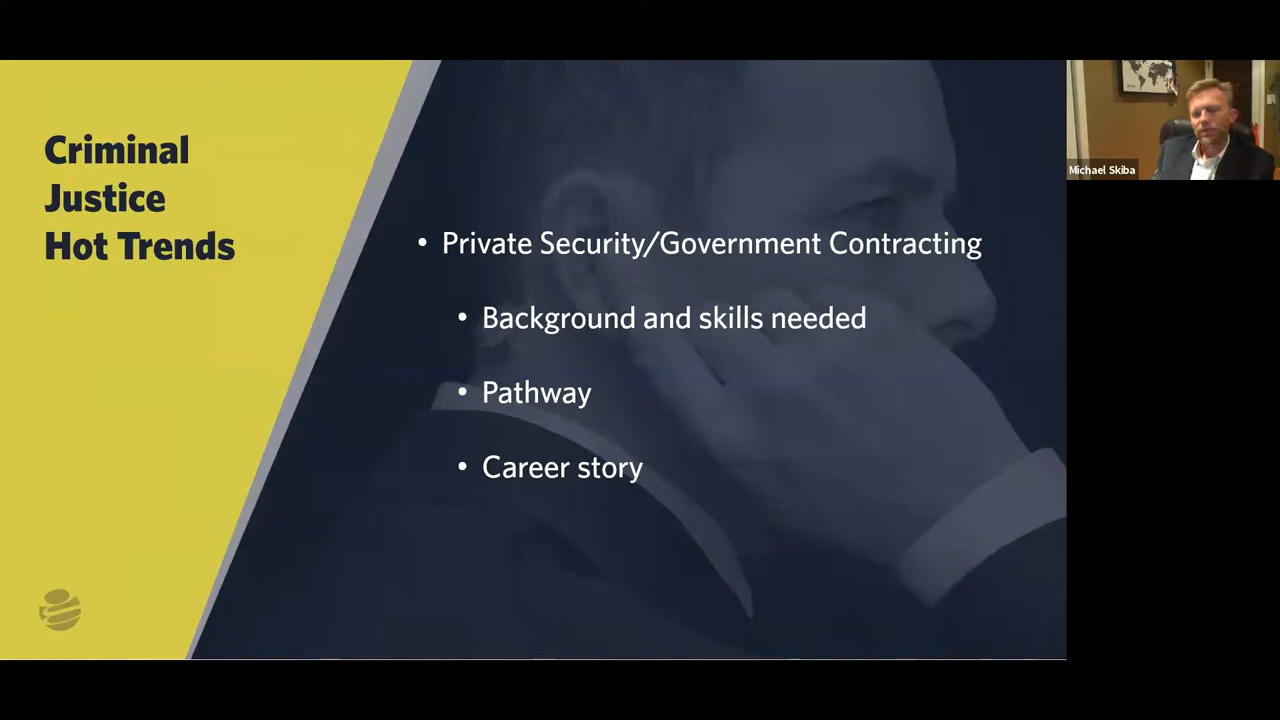 Criminal
Justice
Hot Trends
• Private Security/Government Contracting
• Background and skills needed
• Pathway
• Career story
Michael Skiba